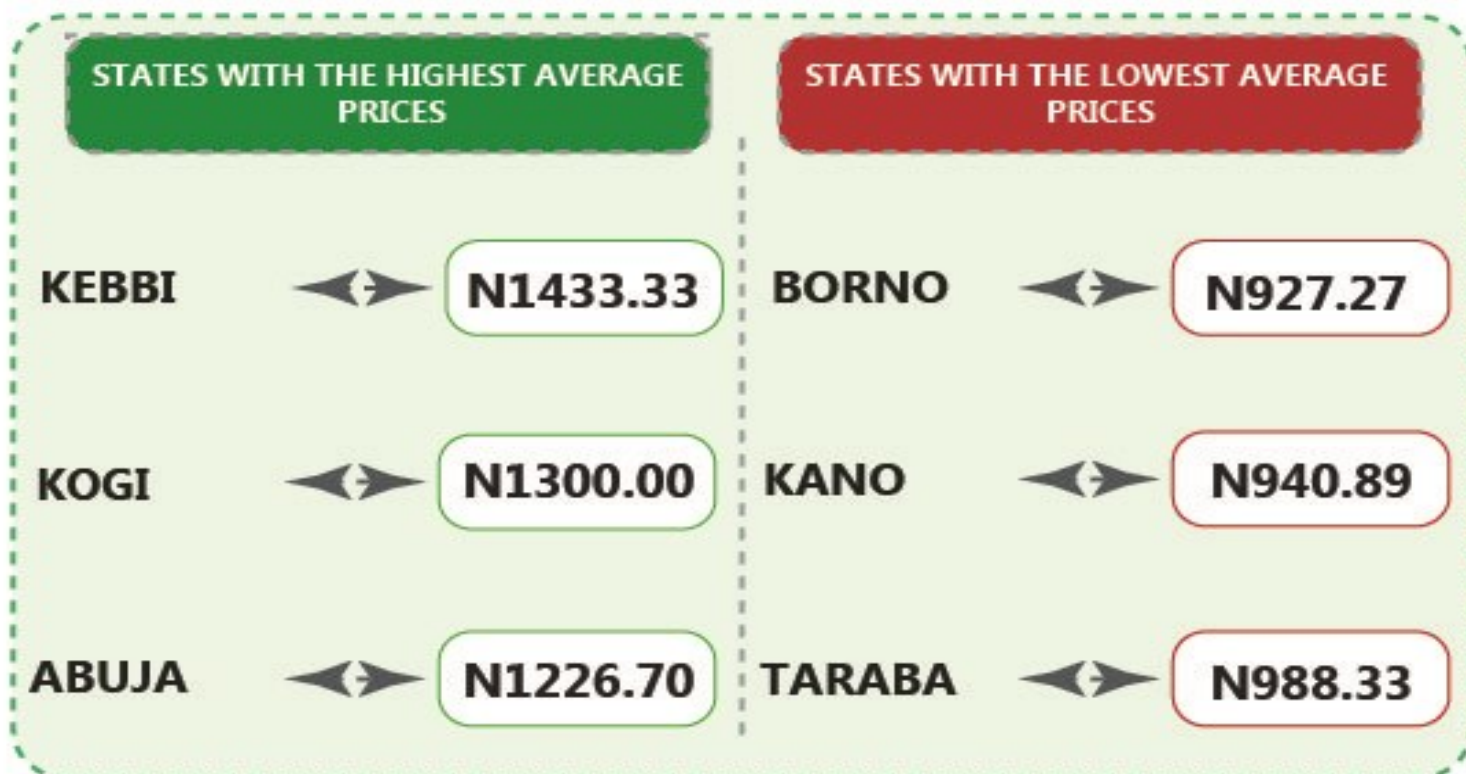 STATES WITH THE HIGHEST AVERAGE
PRICES
KEBBI N1433.33
KOGI N1300.00
ABUJA N1226.70
STATES WITH THE LOWEST AVERAGE
PRICES
BORNO N927.27
KANO N940.89
TARABA N988.33